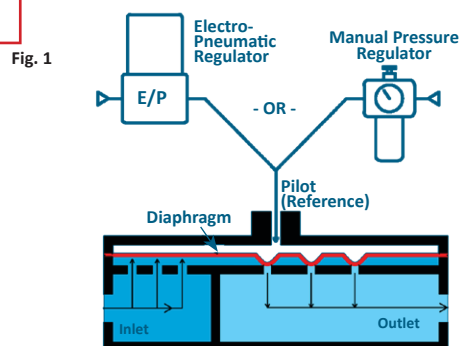 Fig. 1
Electro-
Pneumatic
Regulator
Manual Pressure
Regulator
E/P
- OR -
Pilot
(Reference)
Diaphragm
Inlet
Outlet